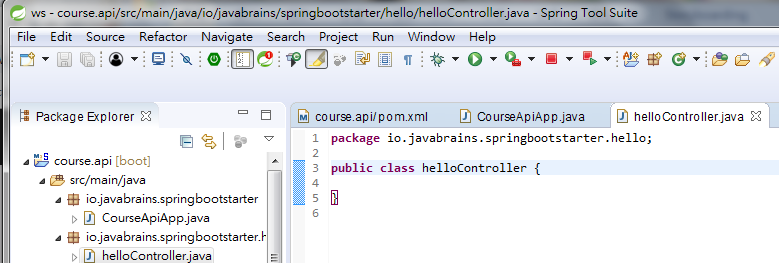 ws - course.api/src/main/java/io/javabrains/springbootstarter/hello/helloController.java - Spring Tool Suite
File Edit Source Refactor Navigate Search Project Run Window Help
Package Explorer
course.api [boot]
src/main/java
io.javabrains.springbootstarter
CourseApiApp.java
io.javabrains.springbootstarter.h
helloController.java
course.api/pom.xml CourseApiApp.java helloController.java
1 package io.javabrains.springbootstarter.hello;
2
3 public class helloController {
4
5 }
6